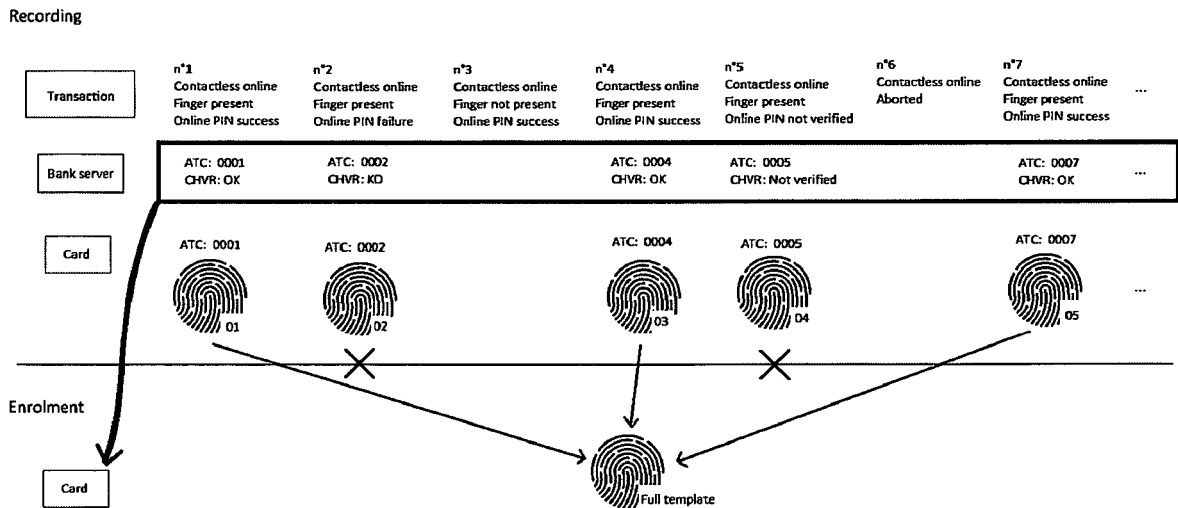 Recording
Transaction
n°1
Contactless online
Finger present
Online PIN success
n°2
Contactless online
Finger present
Online PIN failure
n°3
Contactless online
Finger not present
Online PIN success
n°4
Contactless online
Finger present
Online PIN success
n°5
Contactless online
Finger present
Online PIN not verified
n°6
Contactless online
Aborted
n°7
Contactless online
Finger present
Online PIN success
...
Bank server
ATC: 0001
CHVR: OK
ATC: 0002
CHVR: KO
ATC: 0004
CHVR: OK
ATC: 0005
CHVR: Not verified
ATC: 0007
CHVR: OK
...
Card
ATC: 0001
01
ATC: 0002
02
ATC: 0004
03
ATC: 0005
04
ATC: 0007
05
...
Enrolment
Card
Full template